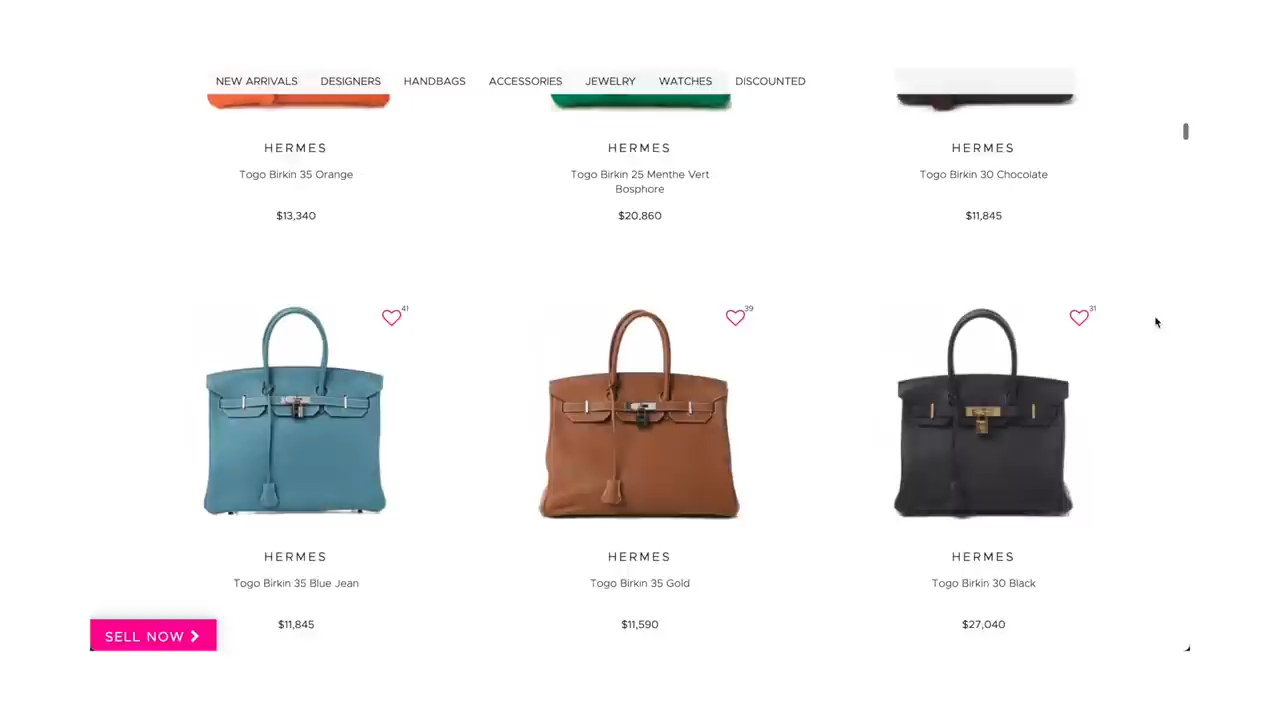 NEW ARRIVALS DESIGNERS HANDBAGS ACCESSORIES JEWELRY WATCHES DISCOUNTED
HERMES HERMES HERMES
Togo Birkin 35 Orange Togo Birkin 25 Menthe Vert Togo Birkin 30 Chocolate
Bosphore
$13,340 $20,860 $11,845
41 39 31
HERMES HERMES HERMES
Togo Birkin 35 Blue Jean Togo Birkin 35 Gold Togo Birkin 30 Black
$11,845 $11,590 $27,040
SELL NOW